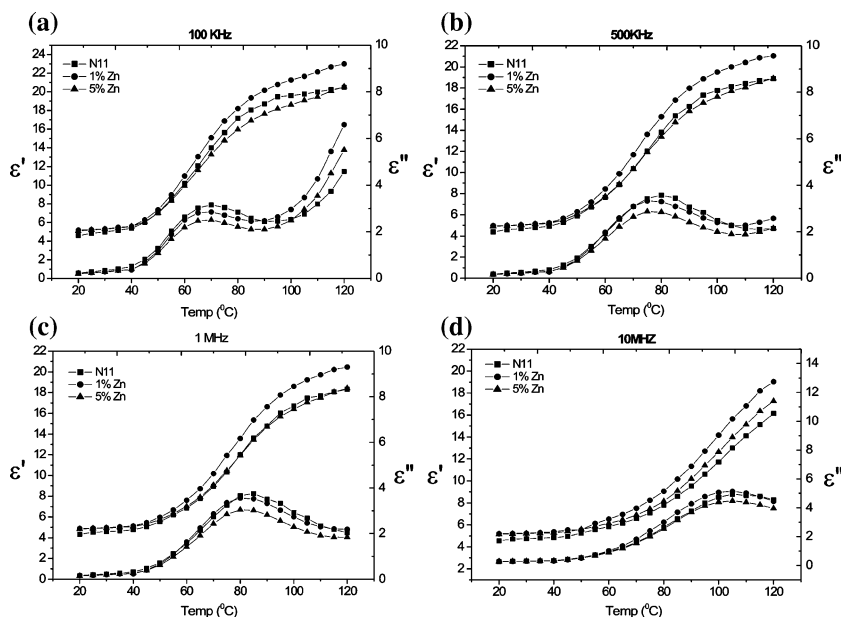 (a)
100 KHz
N11
1% Zn
5% Zn
24
22
20
18
16
14
12
10
8
6
4
2
0
ε'
10
8
6
4
2
0
ε"
20 40 60 80 100 120
Temp (⁰C)
(b)
500KHz
N11
1% Zn
5% Zn
22
20
18
16
14
12
10
8
6
4
2
0
ε'
10
8
6
4
2
0
ε"
20 40 60 80 100 120
Temp (⁰C)
(c)
1 MHz
N11
1% Zn
5% Zn
22
20
18
16
14
12
10
8
6
4
2
0
ε'
10
8
6
4
2
0
ε"
20 40 60 80 100 120
Temp (⁰C)
(d)
10MHZ
N11
1% Zn
5% Zn
22
20
18
16
14
12
10
8
6
4
2
ε'
14
12
10
8
6
4
2
0
ε"
20 40 60 80 100 120
Temp (⁰C)